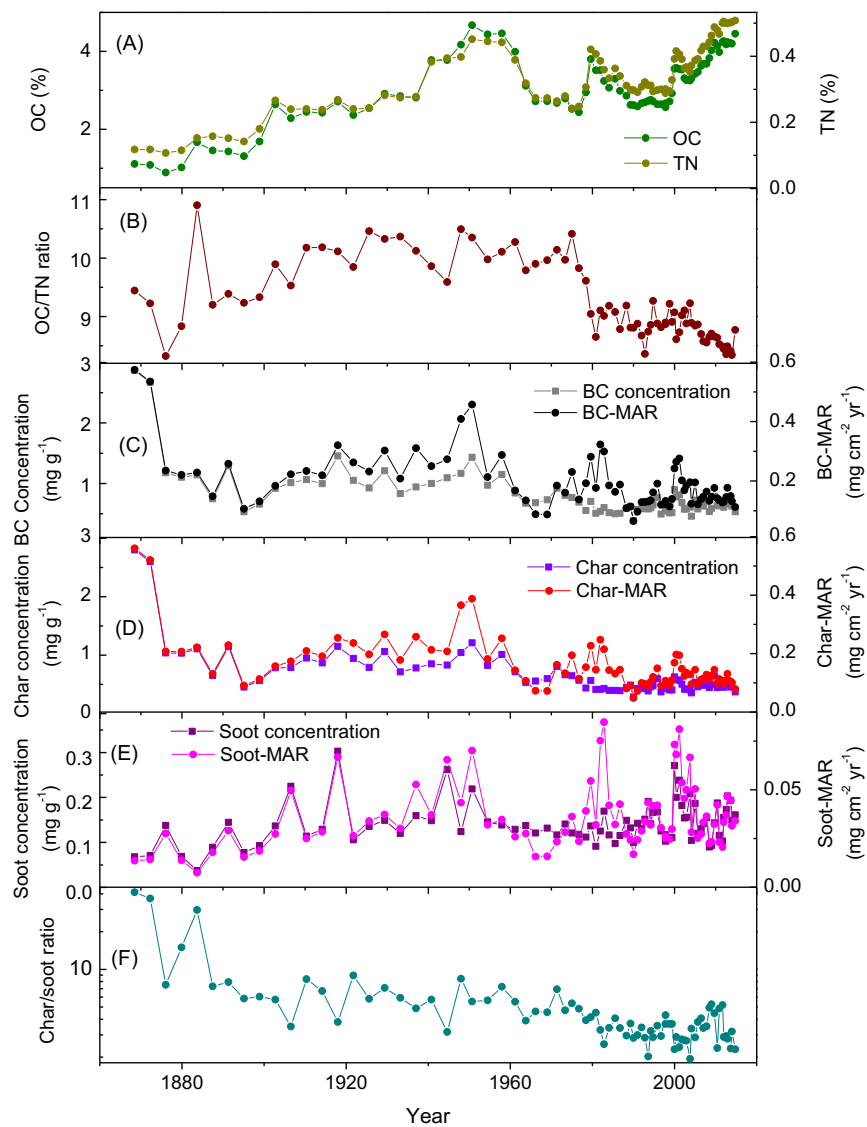 (A)
4
2
OC (%)
0.4
0.2
0.0
TN (%)
OC
TN
(B)
11
10
9
OC/TN ratio
(C)
3
2
1
BC Concentration
(mg g⁻¹)
0.6
0.4
0.2
BC-MAR
(mg cm⁻² yr⁻¹)
BC concentration
BC-MAR
(D)
3
2
1
0
Char concentration
(mg g⁻¹)
0.6
0.4
0.2
0.0
Char-MAR
(mg cm⁻² yr⁻¹)
Char concentration
Char-MAR
(E)
0.3
0.2
0.1
0.0
Soot concentration
(mg g⁻¹)
0.05
0.00
Soot-MAR
(mg cm⁻² yr⁻¹)
Soot concentration
Soot-MAR
(F)
10
Char/soot ratio
1880
1920
1960
2000
Year